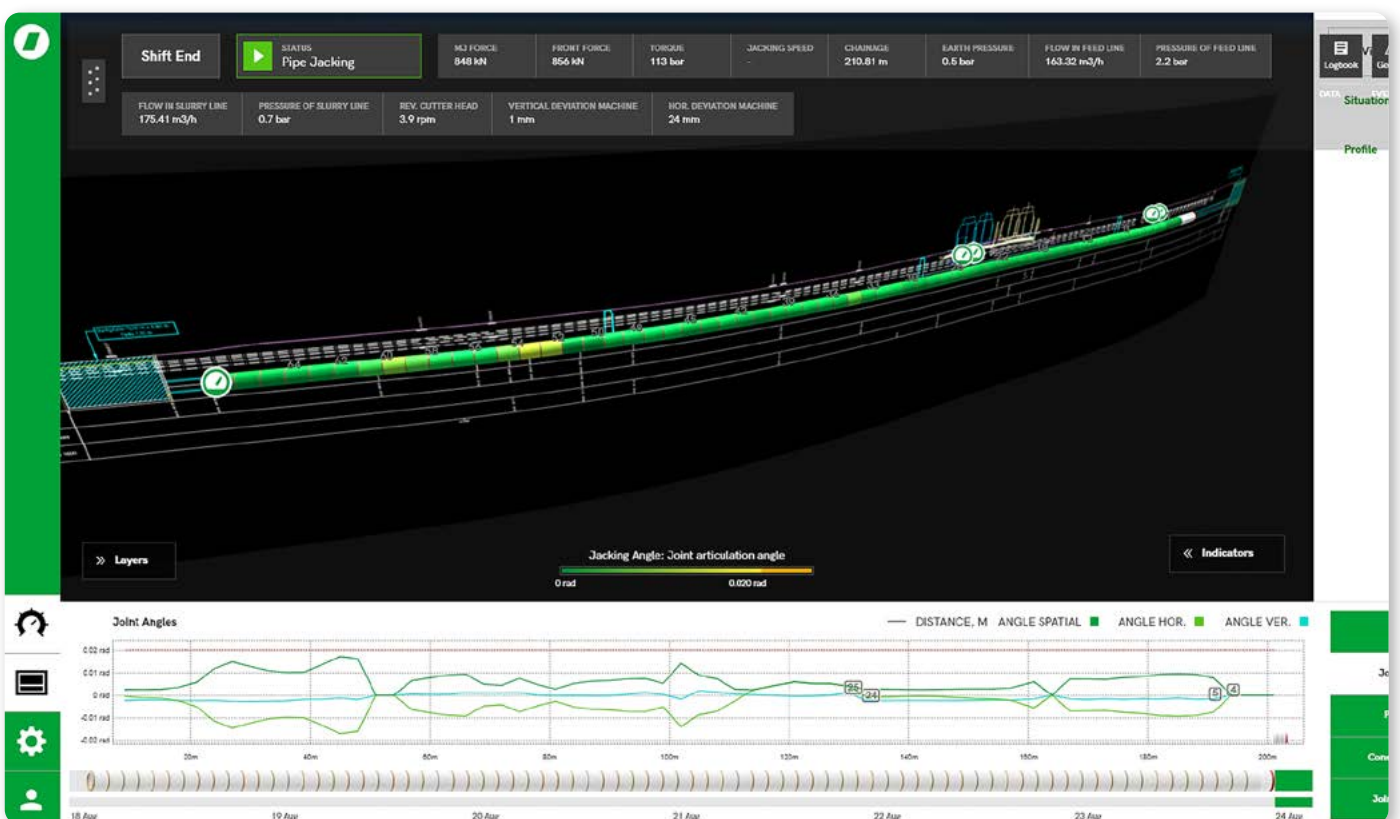 Shift End
STATUS
Pipe Jacking
MJ FORCE
848 kN
FRONT FORCE
856 kN
TORQUE
113 bar
JACKING SPEED
-
CHAINAGE
210.81 m
EARTH PRESSURE
0.5 bar
FLOW IN FEED LINE
163.32 m3/h
PRESSURE OF FEED LINE
2.2 bar
Logbook
DATA
Situation
Profile
FLOW IN SLURRY LINE
175.41 m3/h
PRESSURE OF SLURRY LINE
0.7 bar
REV. CUTTER HEAD
3.9 rpm
VERTICAL DEVIATION MACHINE
1 mm
HOR. DEVIATION MACHINE
24 mm
Layers
Jacking Angle: Joint articulation angle
0 rad 0.020 rad
Indicators
Joint Angles
DISTANCE, M ANGLE SPATIAL ANGLE HOR. ANGLE VER.
0.02 rad
0.01 rad
0 rad
-0.01 rad
-0.02 rad
25
24
5
4
20m 40m 60m 80m 100m 120m 140m 160m 180m 200m
18 Aug 19 Aug 20 Aug 21 Aug 22 Aug 23 Aug 24 Aug